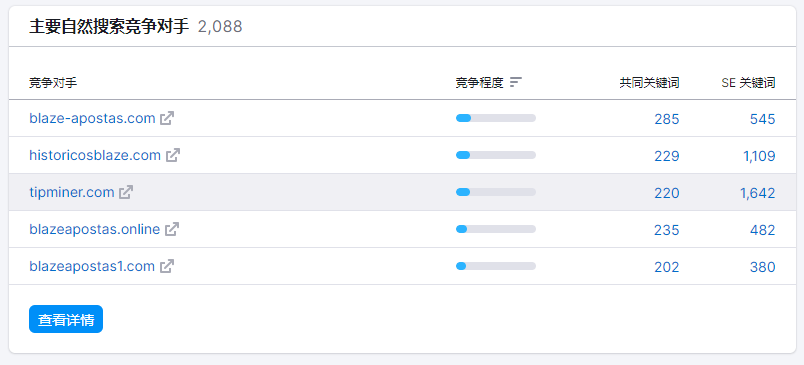 主要自然搜索竞争对手 2,088
竞争对手 竞争程度 共同关键词 SE 关键词
blaze-apostas.com 285 545
historicosblaze.com 229 1,109
tipminer.com 220 1,642
blazeapostas.online 235 482
blazeapostas1.com 202 380
查看详情